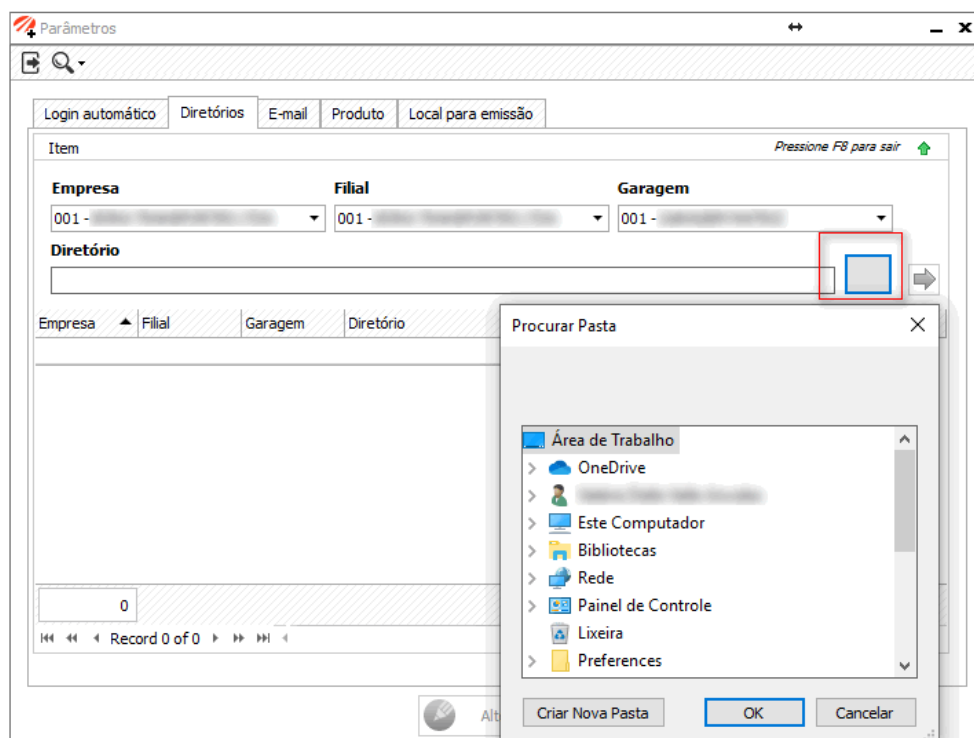 Parâmetros
Login automático Diretórios E-mail Produto Local para emissão
Item Pressione F8 para sair
Empresa Filial Garagem
001 - 001 - 001 -
Diretório
Empresa Filial Garagem Diretório
Procurar Pasta
Área de Trabalho
OneDrive
Este Computador
Bibliotecas
Rede
Painel de Controle
Lixeira
Preferences
0
Record 0 of 0
Criar Nova Pasta OK Cancelar